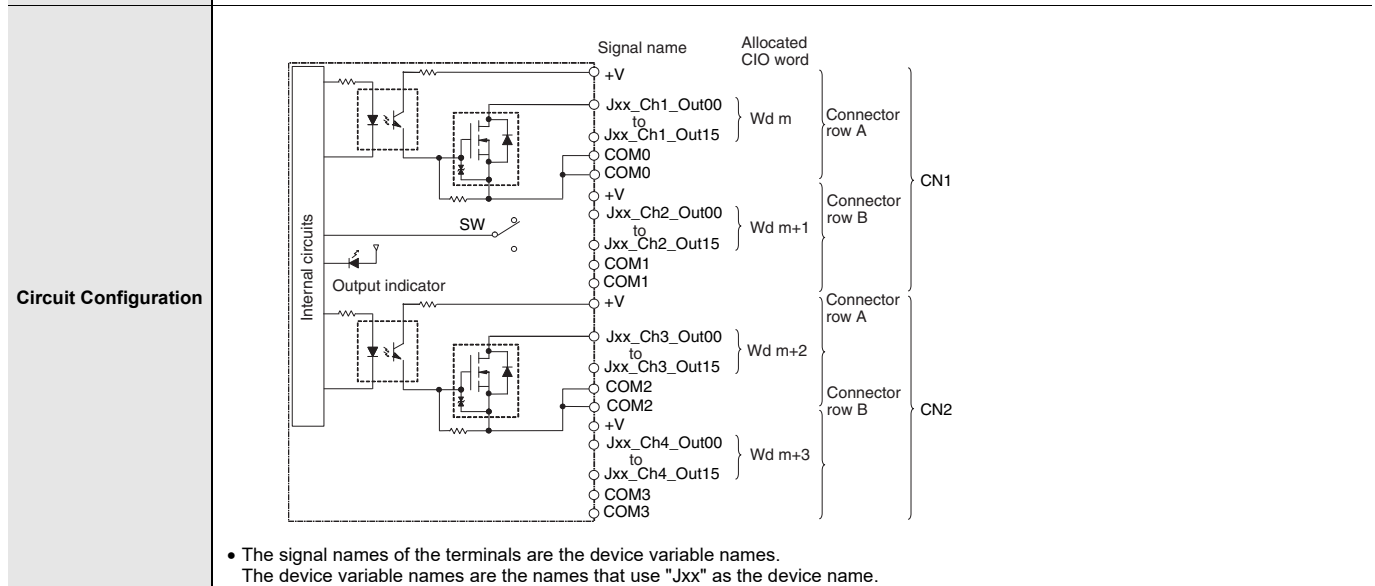 Circuit Configuration
Signal name
Allocated
CIO word
+V
Jxx_Ch1_Out00
to
Jxx_Ch1_Out15
Wd m
Connector
row A
COM0
COM0
CN1
+V
Jxx_Ch2_Out00
to
Jxx_Ch2_Out15
Wd m+1
Connector
row B
COM1
COM1
SW
Internal circuits
Output indicator
+V
Connector
row A
Jxx_Ch3_Out00
to
Jxx_Ch3_Out15
Wd m+2
COM2
COM2
Connector
row B
CN2
+V
Jxx_Ch4_Out00
to
Jxx_Ch4_Out15
Wd m+3
COM3
COM3
• The signal names of the terminals are the device variable names.
The device variable names are the names that use "Jxx" as the device name.